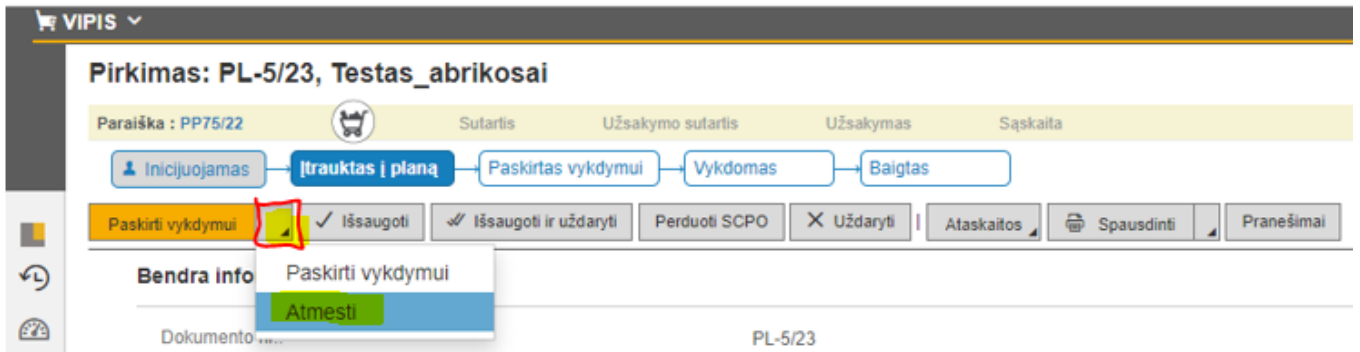 VIPIS
Pirkimas: PL-5/23, Testas_abrikosai
Paraiška : PP75/22 Sutartis Užsakymo sutartis Užsakymas Sąskaita
Inicijuojamas Įtrauktas į planą Paskirtas vykdymui Vykdomas Baigtas
Paskirti vykdymui Išsaugoti Išsaugoti ir uždaryti Perduoti SCPO Uždaryti Ataskaitos Spausdinti Pranešimai
Bendra info Paskirti vykdymui
Atmesti
Dokumento PL-5/23